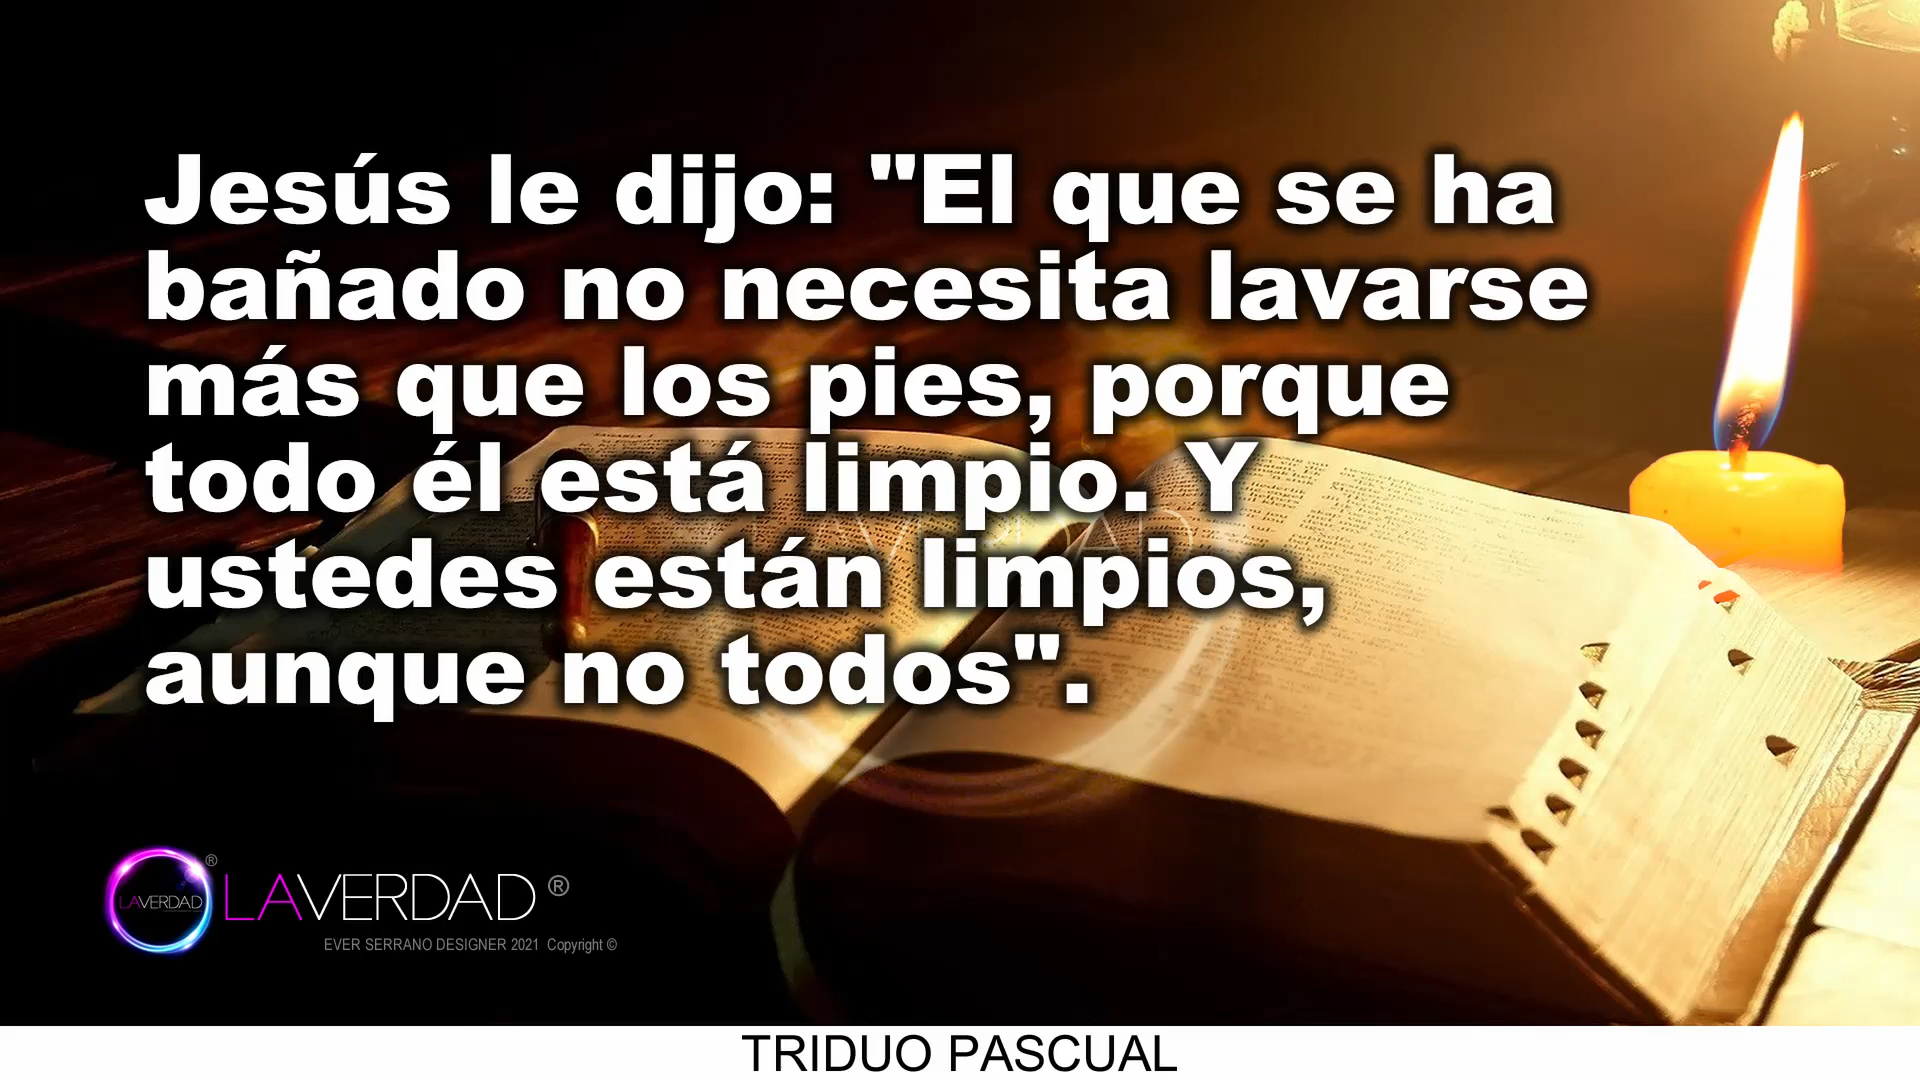 Jesús le dijo: "El que se ha
bañado no necesita lavarse
más que los pies, porque
todo él está limpio. Y
ustedes están limpios,
aunque no todos".
LAVERDAD ®
LAVERDAD ®
EVER SERRANO DESIGNER 2021 Copyright ©
TRIDUO PASCUAL